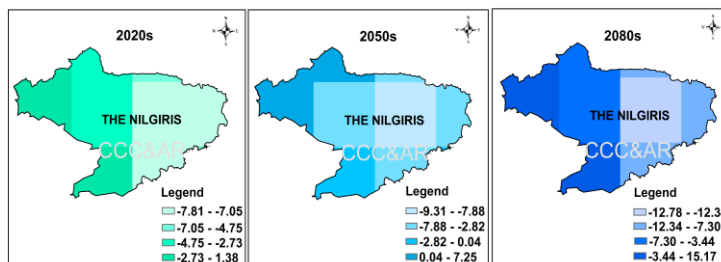 2020s
N
W E
S
THE NILGIRIS
CCC&AR
Legend
-7.81 - -7.05
-7.05 - -4.75
-4.75 - -2.73
-2.73 - 1.38
2050s
N
W E
S
THE NILGIRIS
CCC&AR
Legend
-9.31 - -7.88
-7.88 - -2.82
-2.82 - 0.04
0.04 - 7.25
2080s
N
W E
S
THE NILGIRIS
CCC&AR
Legend
-12.78 - -12.3
-12.34 - -7.30
-7.30 - -3.44
-3.44 - 15.17